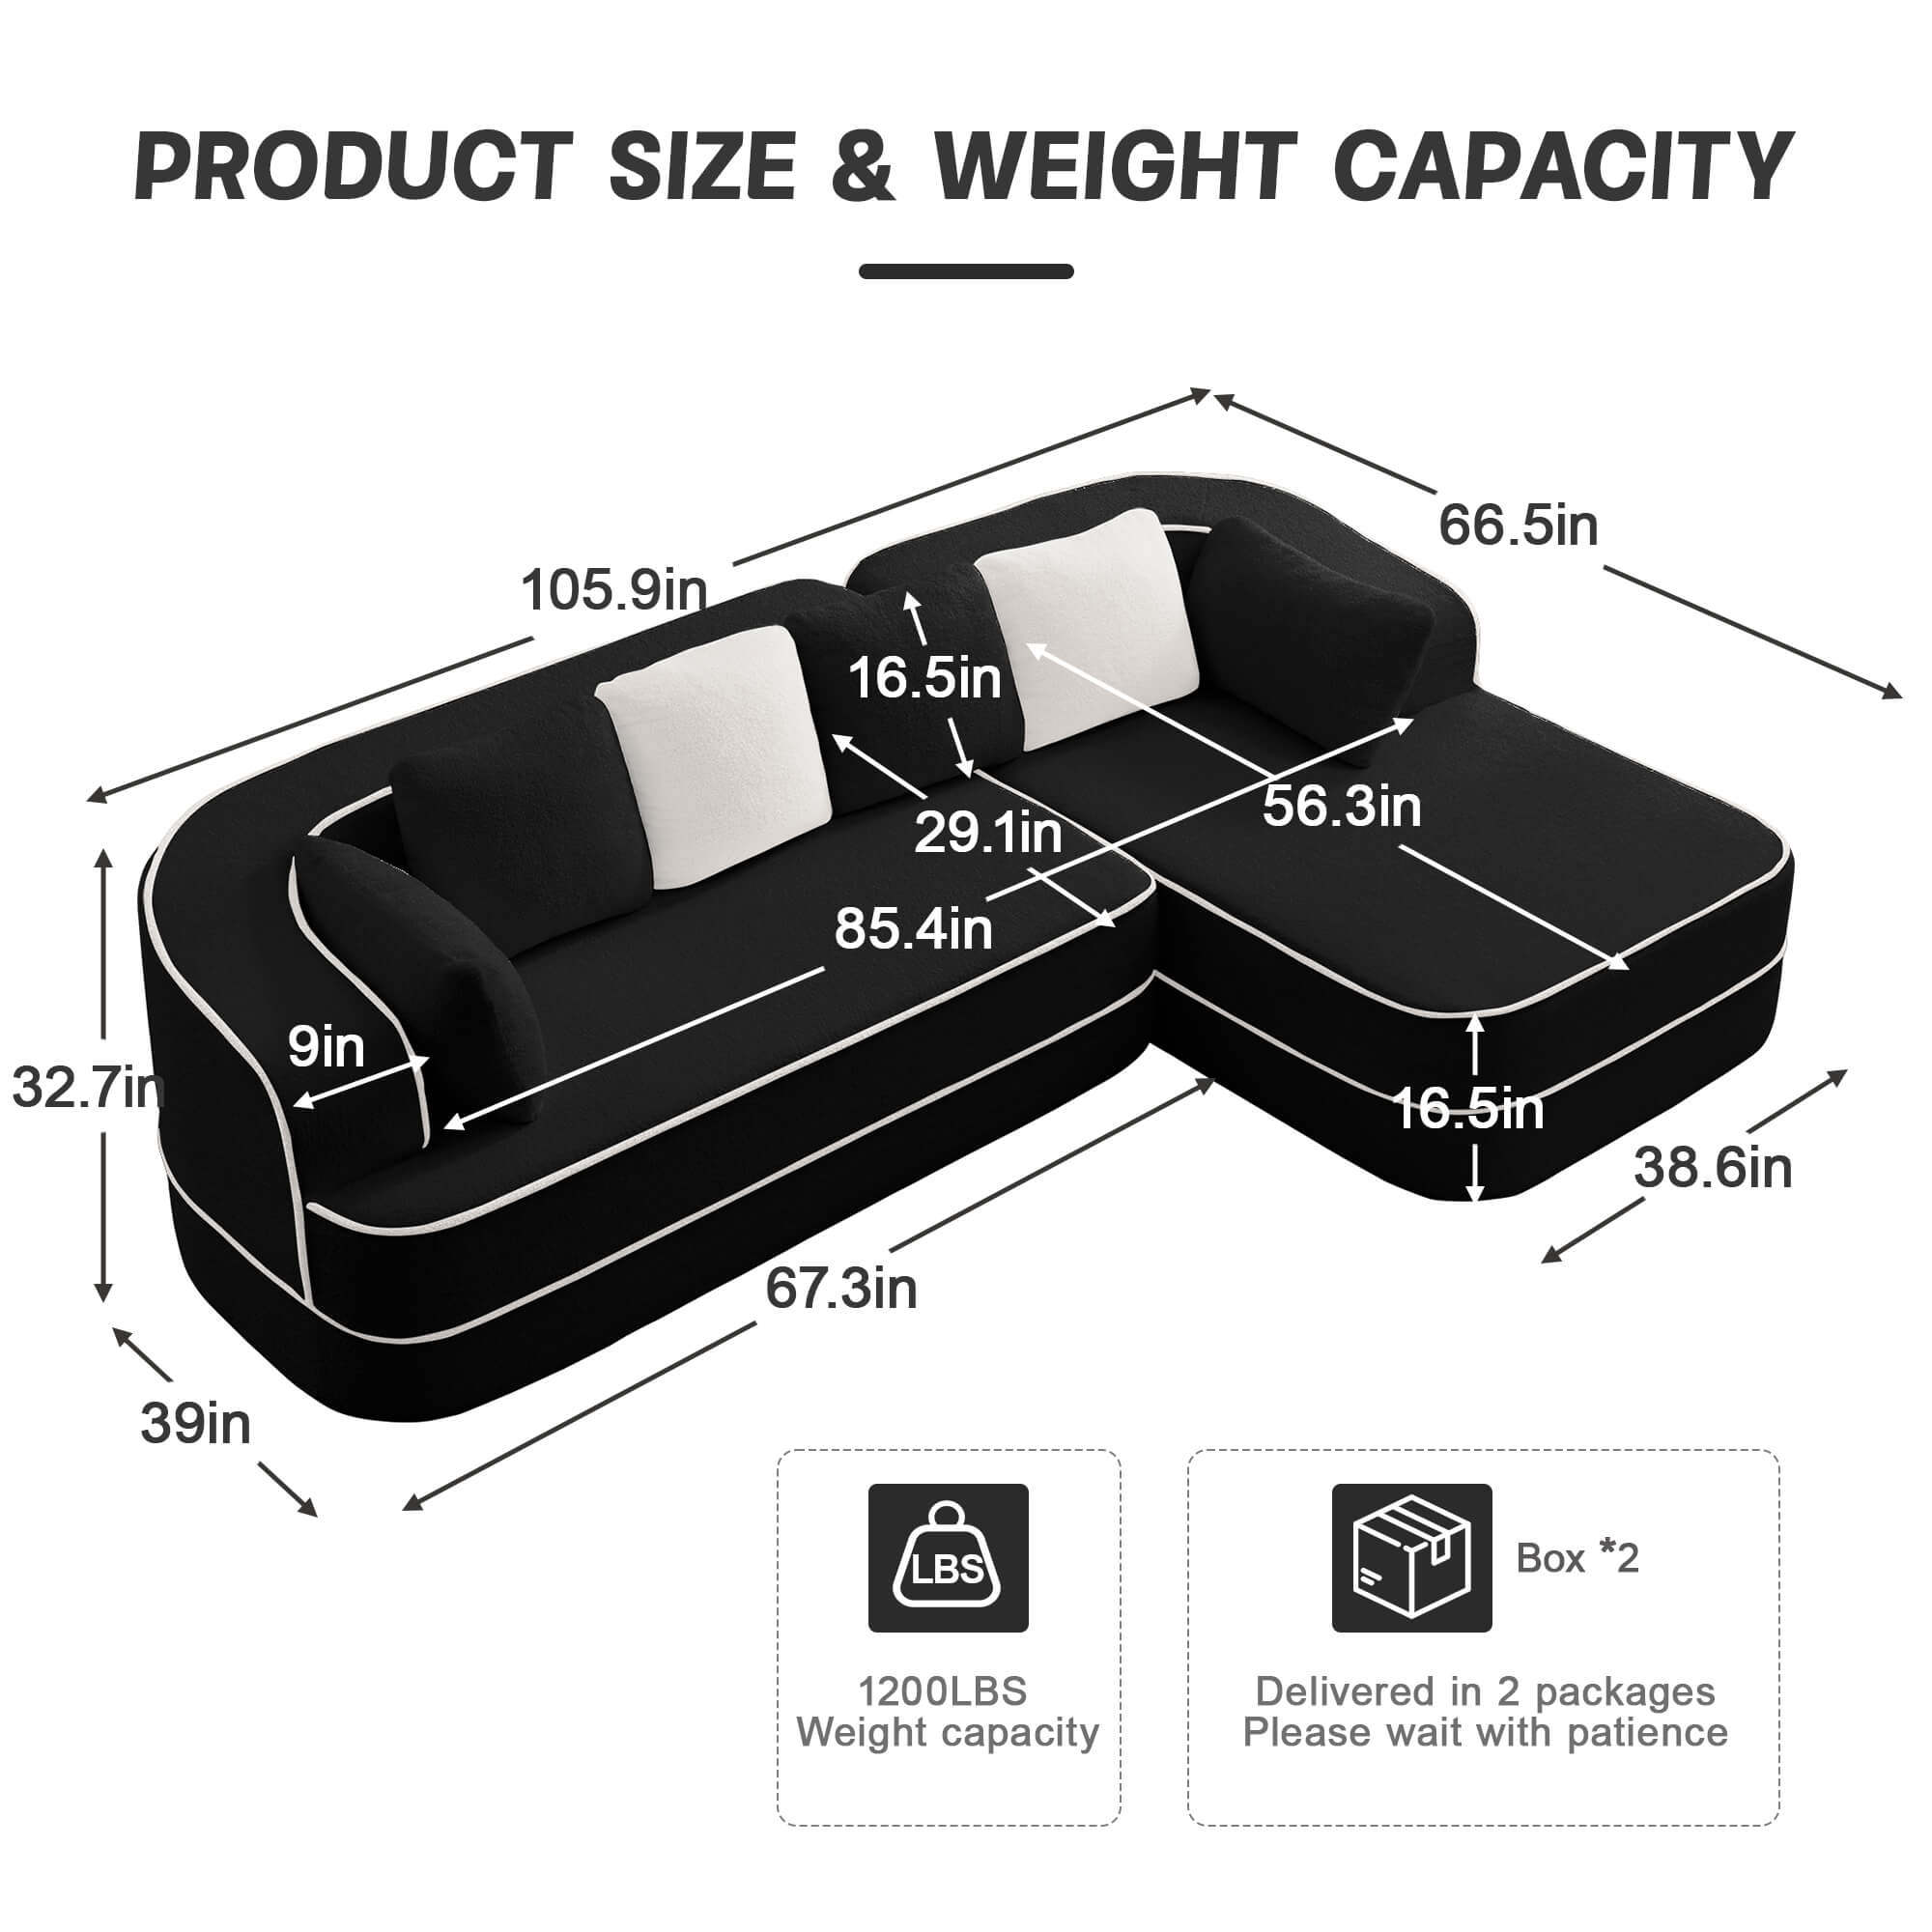 PRODUCT SIZE & WEIGHT CAPACITY
66.5in
105.9in
16.5in
56.3in
29.1in
85.4in
9in
32.7in
16.5in
38.6in
67.3in
39in
LBS
Box *2
1200LBS
Weight capacity
Delivered in 2 packages
Please wait with patience